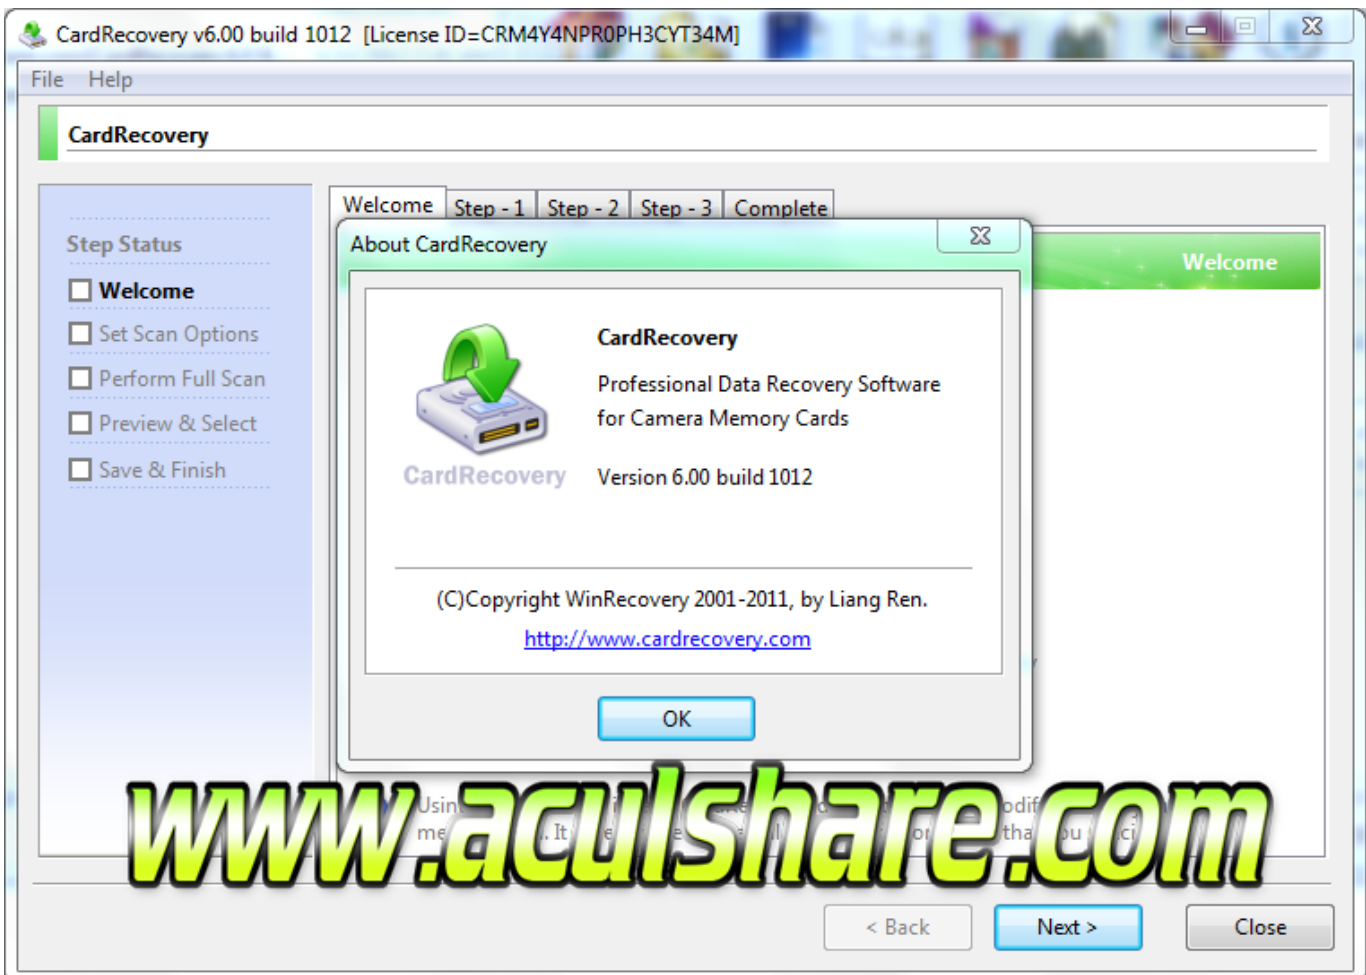 CardRecovery v6.00 build 1012 [License ID=CRM4Y4NPR0PH3CYT34M]
File Help
CardRecovery
Welcome Step - 1 Step - 2 Step - 3 Complete
Step Status
Welcome
Set Scan Options
Perform Full Scan
Preview & Select
Save & Finish
Welcome
About CardRecovery
CardRecovery
Professional Data Recovery Software
for Camera Memory Cards
CardRecovery
Version 6.00 build 1012
(C)Copyright WinRecovery 2001-2011, by Liang Ren.
http://www.cardrecovery.com
OK
www.aculshare.com
< Back Next > Close